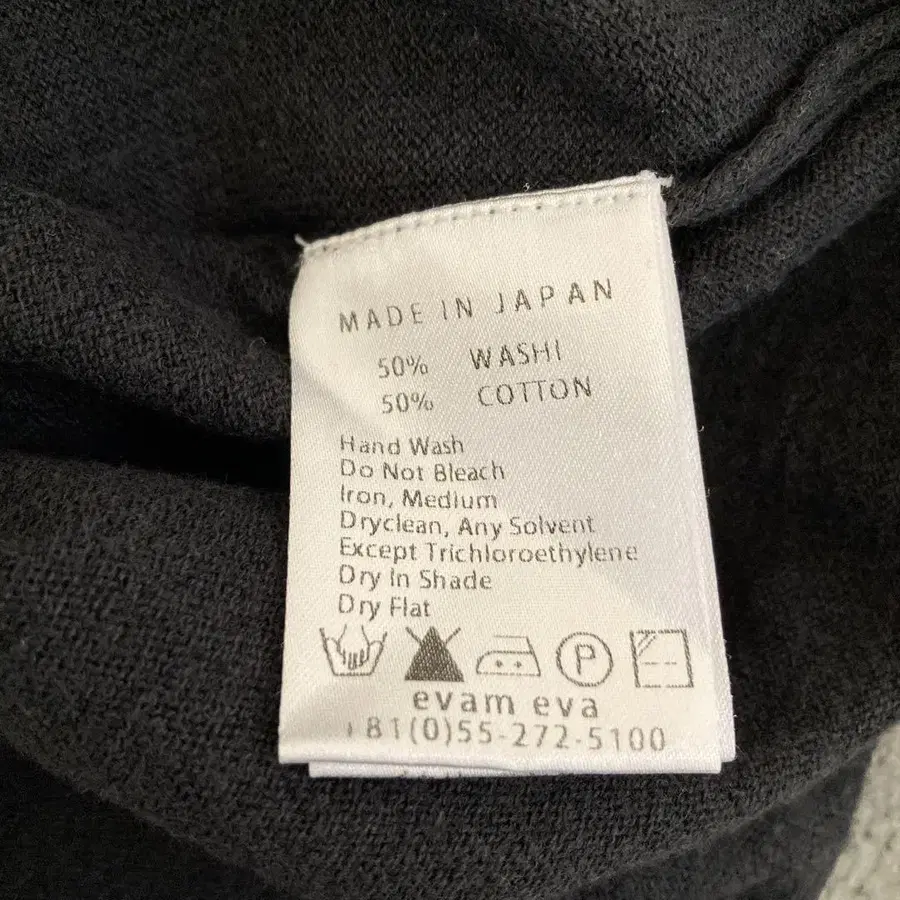 MADE IN JAPAN
50% WASHI
50% COTTON
Hand Wash
Do Not Bleach
Iron, Medium
Dryclean, Any Solvent
Except Trichloroethylene
Dry In Shade
Dry Flat
P
evam eva
+81(0)55-272-5100